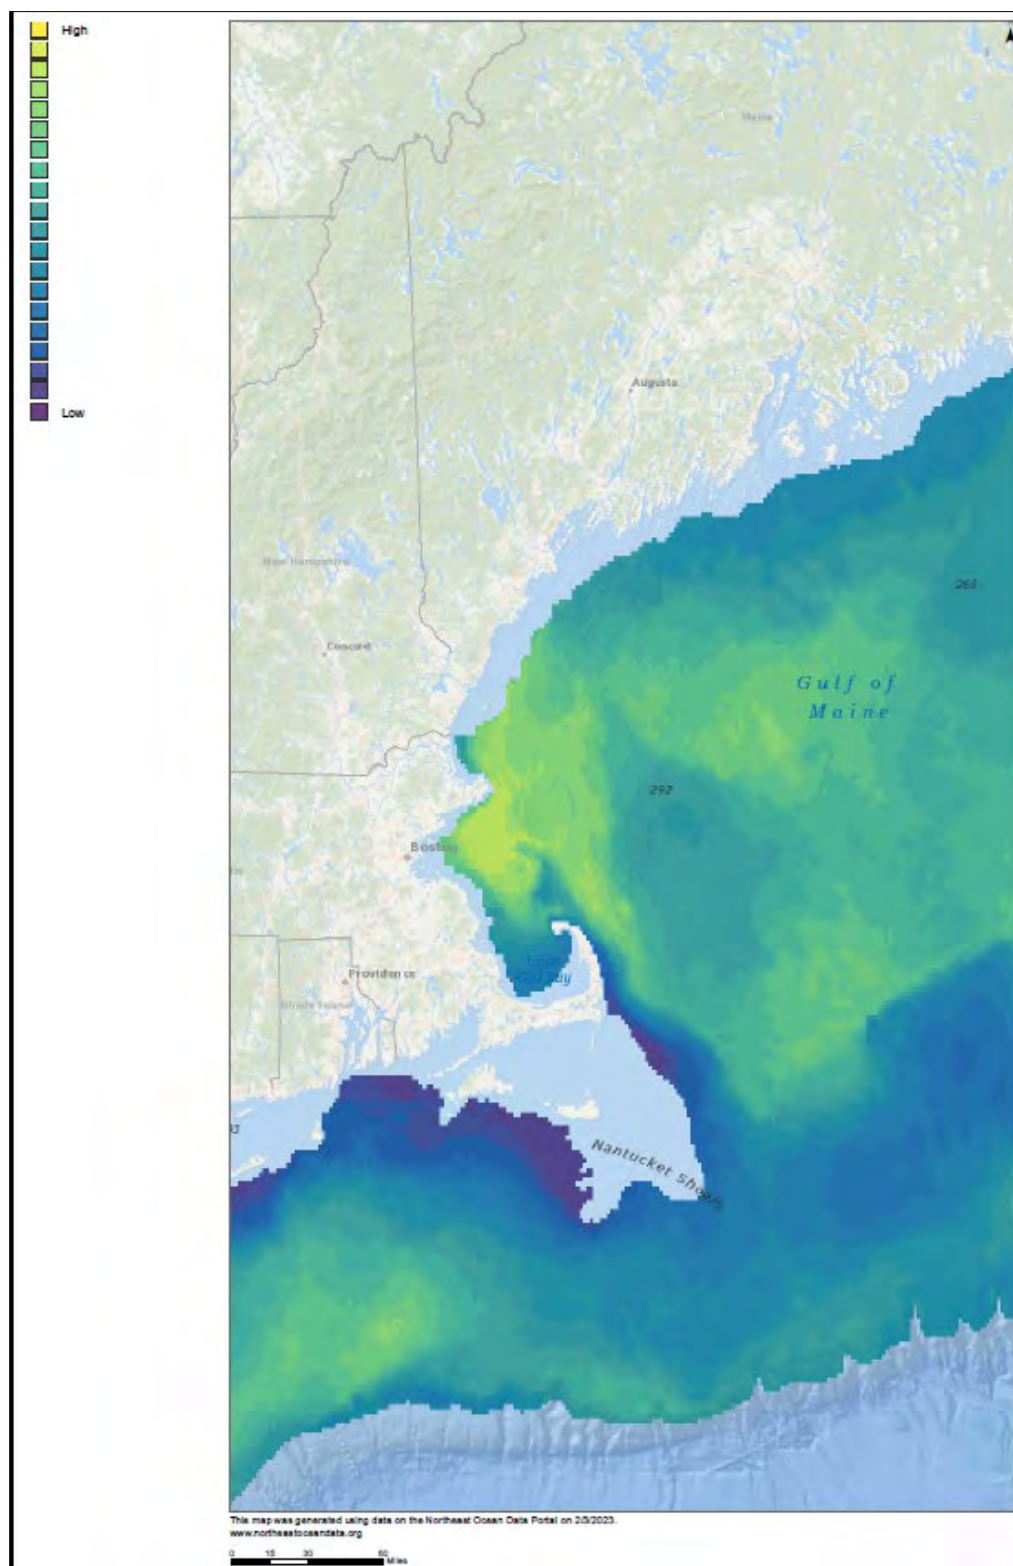 High
Low
Maine
Augusta
New Hampshire
Concord
268
Gulf of
Maine
292
Boston
Providence
Rhode Island
Nantucket Shoals
This map was generated using data on the Northeast Ocean Data Portal on 2/3/2023.
www.northeastoceandata.org
0 15 30 60
Miles